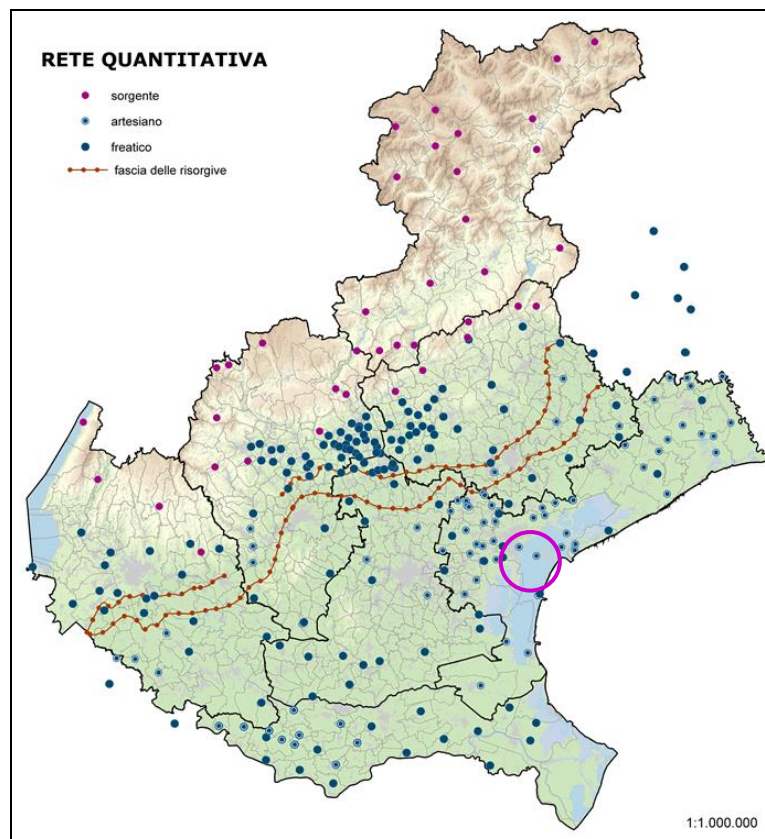 RETE QUANTITATIVA
sorgente
artesiano
freatico
fascia delle risorgive
1:1.000.000